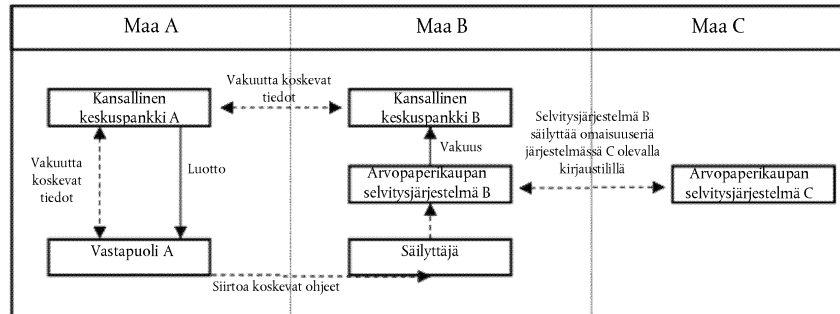 Maa A
Maa B
Maa C
Kansallinen
keskuspankki A
Vakuutta koskevat
tiedot
Kansallinen
keskuspankki B
Selvitysjärjestelmä B
säilyttää omaisuuseriä
järjestelmässä C olevalla
kirjaustilillä
Vakuutta
koskevat
tiedot
Luotto
Vakuus
Arvopaperikaupan
selvitysjärjestelmä B
Arvopaperikaupan
selvitysjärjestelmä C
Vastapuoli A
Säilyttäjä
Siirtoa koskevat ohjeet